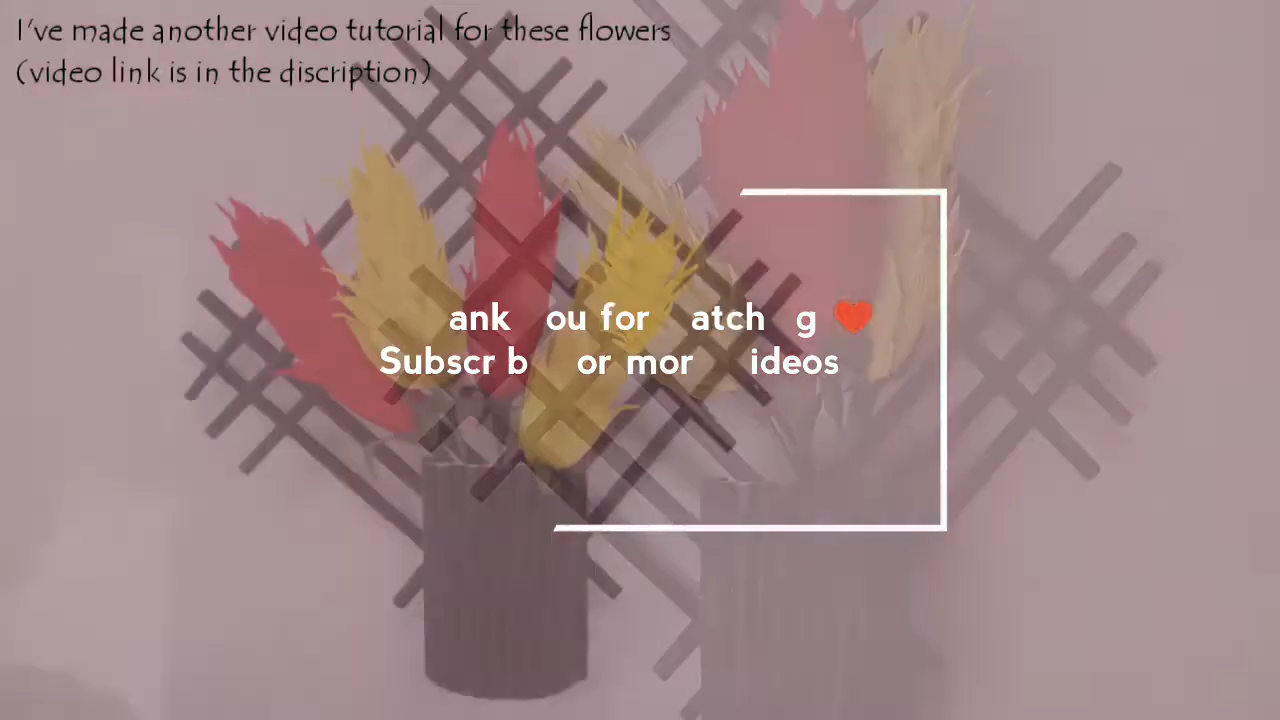 I've made another video tutorial for these flowers
(video link is in the discription)
ank ou for atch g ❤️
Subscr b or mor ideos